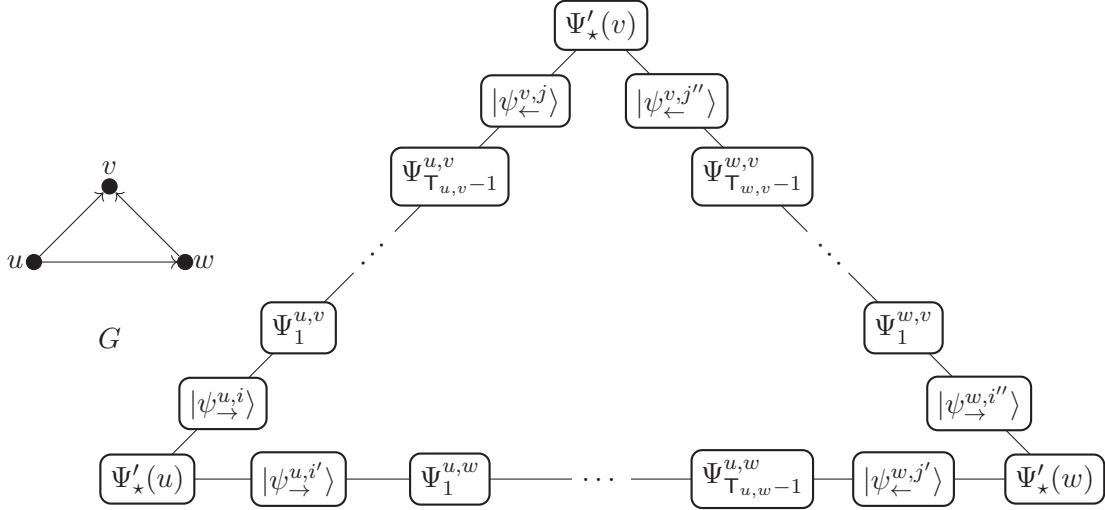 Ψ′⋆(v)
|ψ←^{v,j}⟩ |ψ←^{v,j″}⟩
Ψ^{u,v}_{T_{u,v}−1} Ψ^{w,v}_{T_{w,v}−1}
v
⋯ ⋯
u w
Ψ^{u,v}_1 Ψ^{w,v}_1
G
|ψ→^{u,i}⟩ |ψ→^{w,i″}⟩
Ψ′⋆(u) |ψ→^{u,i′}⟩ Ψ^{u,w}_1 ⋯ Ψ^{u,w}_{T_{u,w}−1} |ψ←^{w,j′}⟩ Ψ′⋆(w)